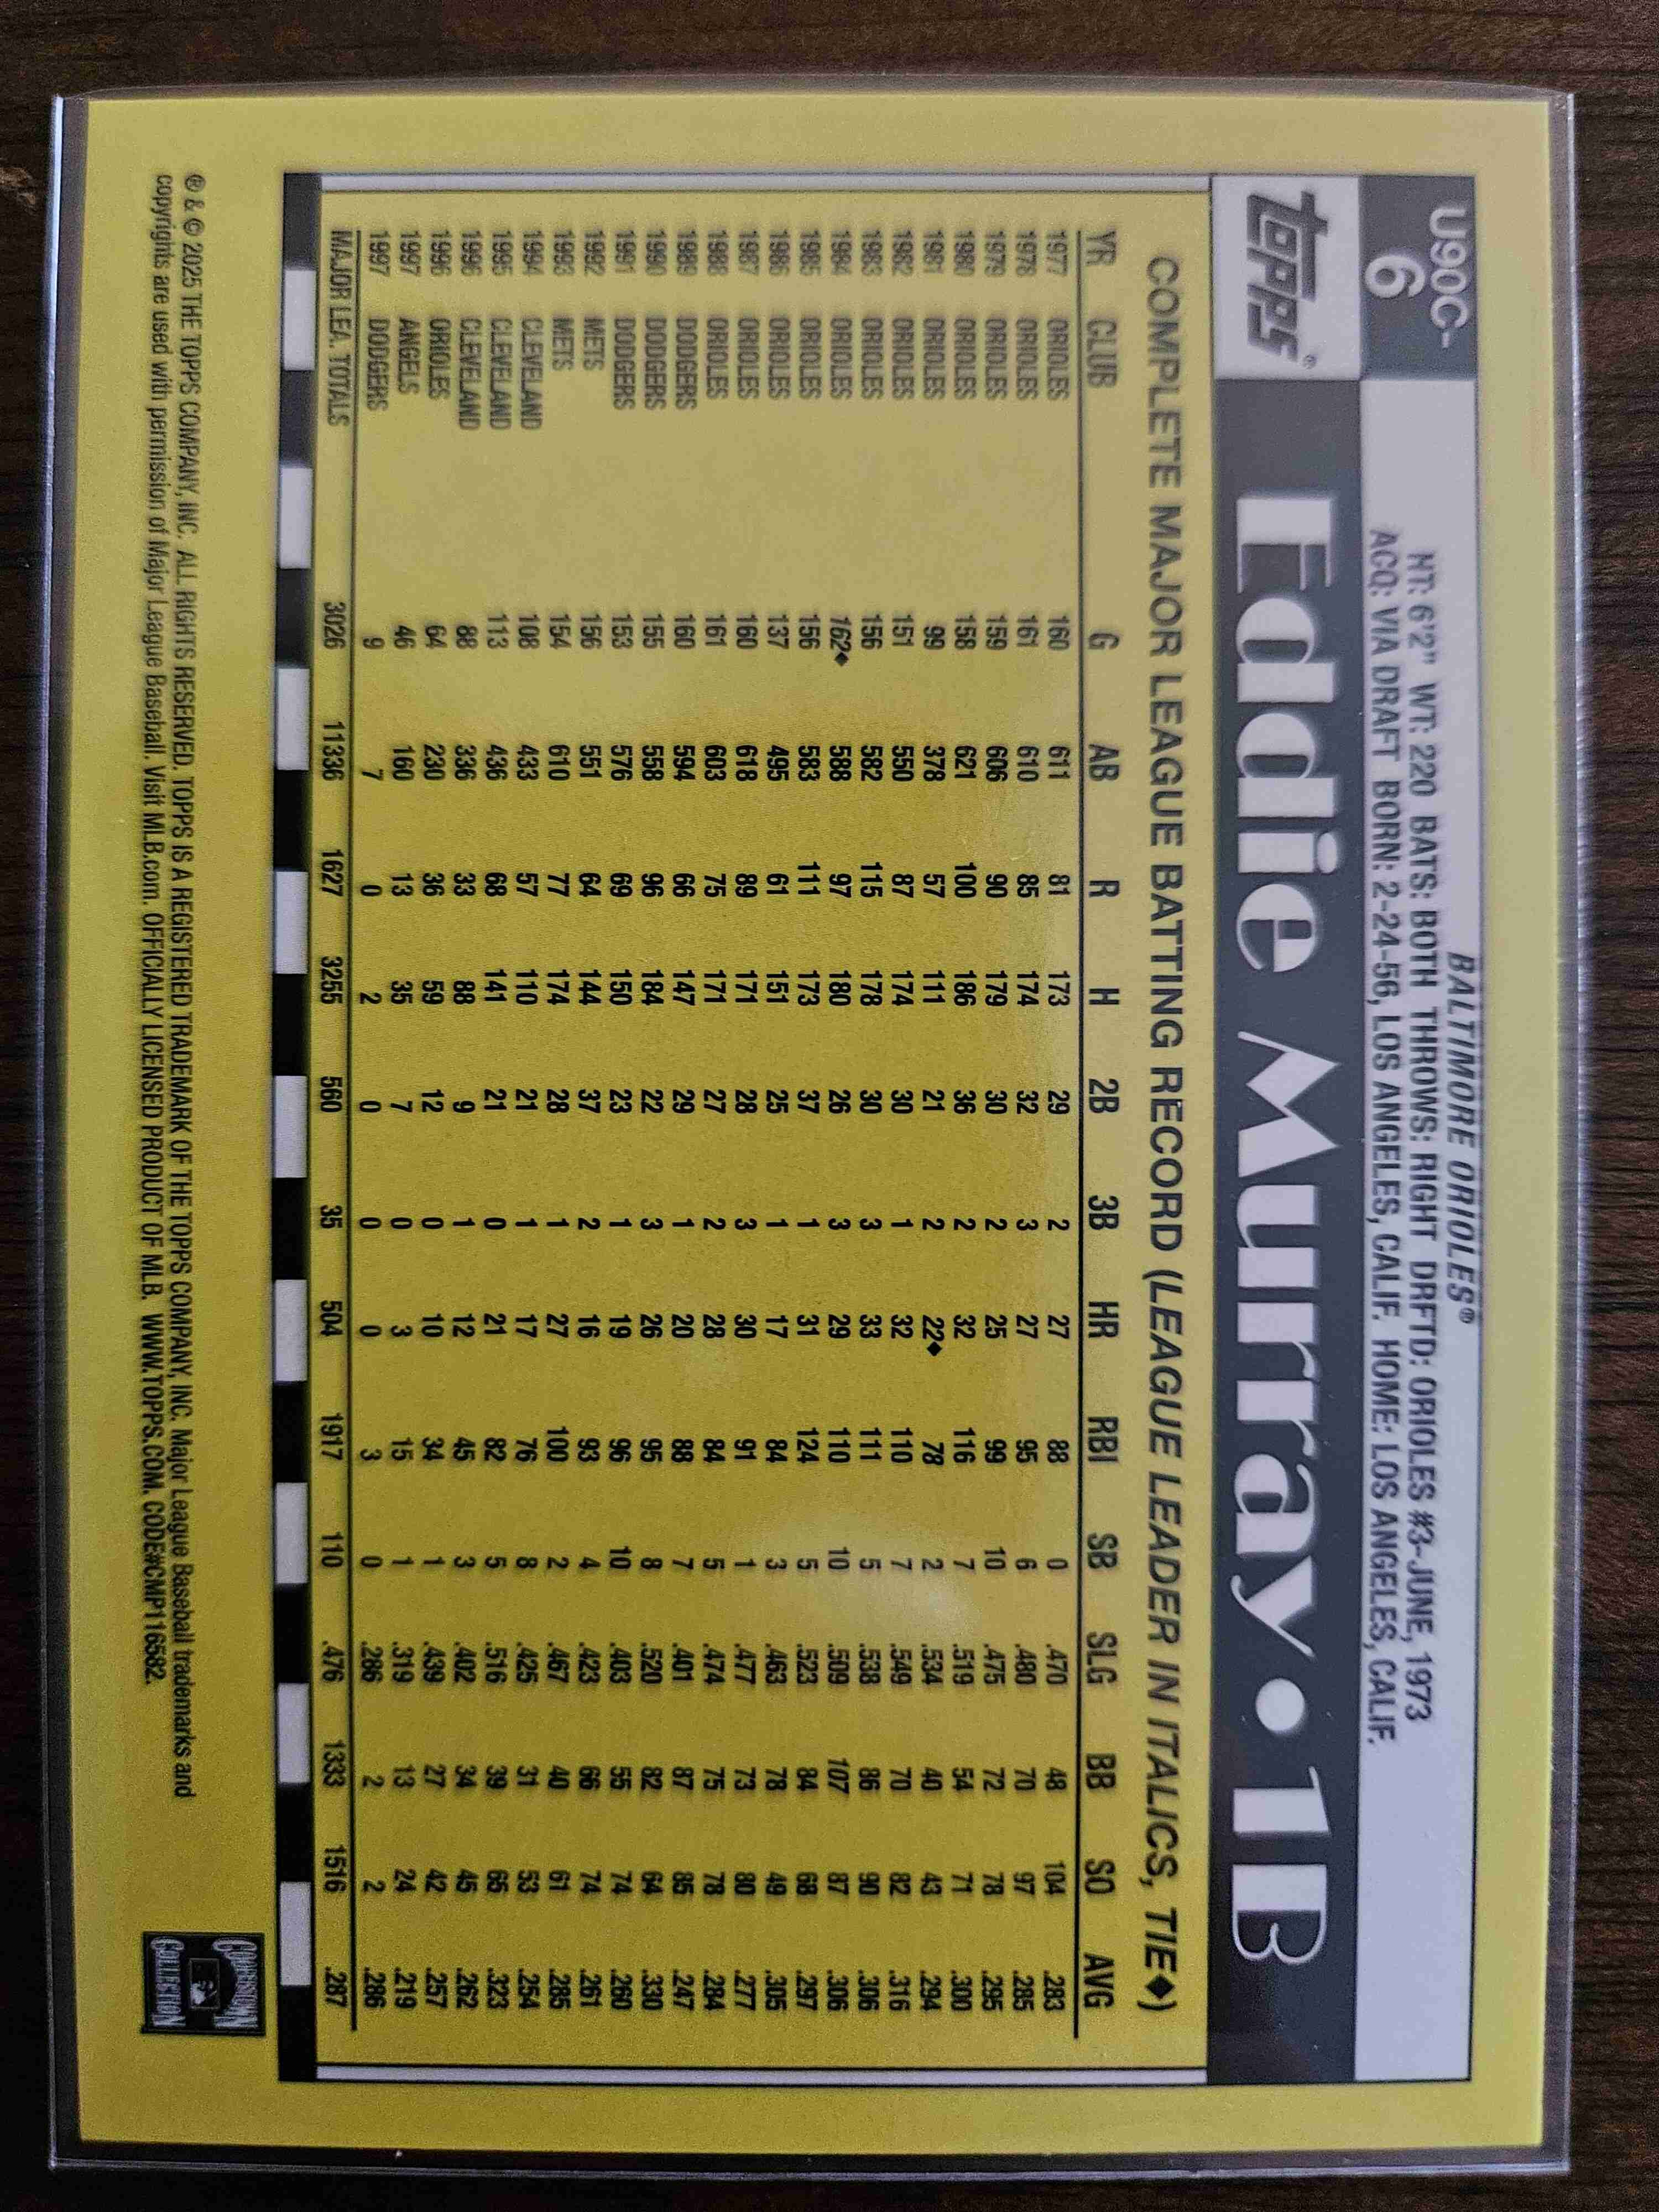 U90C-
6
BALTIMORE ORIOLES®
HT: 6'2" WT: 220 BATS: BOTH THROWS: RIGHT DRFTD: ORIOLES #3-JUNE, 1973
ACQ: VIA DRAFT BORN: 2-24-56, LOS ANGELES, CALIF. HOME: LOS ANGELES, CALIF.
topps®
Eddie Murray • 1B
COMPLETE MAJOR LEAGUE BATTING RECORD (LEAGUE LEADER IN ITALICS, TIE♦)
YR CLUB G AB R H 2B 3B HR RBI SB SLG BB SO AVG
1977 ORIOLES 160 611 81 173 29 2 27 88 0 .470 48 104 .283
1978 ORIOLES 161 610 85 174 32 3 27 95 6 .480 70 97 .285
1979 ORIOLES 159 606 90 179 30 2 25 99 10 .475 72 78 .295
1980 ORIOLES 158 621 100 186 36 2 32 116 7 .519 54 71 .300
1981 ORIOLES 99 378 57 111 21 2 22♦ 78 2 .534 40 43 .294
1982 ORIOLES 151 550 87 174 30 1 32 110 7 .549 70 82 .316
1983 ORIOLES 156 582 115 178 30 3 33 111 5 .538 86 90 .306
1984 ORIOLES 162♦ 588 97 180 26 3 29 110 10 .509 107 87 .306
1985 ORIOLES 156 583 111 173 37 1 31 124 5 .523 84 68 .297
1986 ORIOLES 137 495 61 151 25 1 17 84 3 .463 78 49 .305
1987 ORIOLES 160 618 89 171 28 3 30 91 1 .477 73 80 .277
1988 ORIOLES 161 603 75 171 27 2 28 84 5 .474 75 78 .284
1989 DODGERS 160 594 66 147 29 1 20 88 7 .401 87 85 .247
1990 DODGERS 155 558 96 184 22 3 26 95 8 .520 82 64 .330
1991 DODGERS 153 576 69 150 23 1 19 96 10 .403 55 74 .260
1992 METS 156 551 64 144 37 2 16 93 4 .423 66 74 .261
1993 METS 154 610 77 174 28 1 27 100 2 .467 40 61 .285
1994 CLEVELAND 108 433 57 110 21 1 17 76 8 .425 31 53 .254
1995 CLEVELAND 113 436 68 141 21 0 21 82 5 .516 39 65 .323
1996 CLEVELAND 88 336 33 88 9 1 12 45 3 .402 34 45 .262
1996 ORIOLES 64 230 36 59 12 0 10 34 1 .439 27 42 .257
1997 ANGELS 46 160 13 35 7 0 3 15 1 .319 13 24 .219
1997 DODGERS 9 7 0 2 0 0 0 3 0 .286 2 2 .286
MAJOR LEA. TOTALS 3026 11336 1627 3255 560 35 504 1917 110 .476 1333 1516 .287
® & © 2025 THE TOPPS COMPANY, INC. ALL RIGHTS RESERVED. TOPPS IS A REGISTERED TRADEMARK OF THE TOPPS COMPANY, INC. Major League Baseball trademarks and
copyrights are used with permission of Major League Baseball. Visit MLB.com. OFFICIALLY LICENSED PRODUCT OF MLB. WWW.TOPPS.COM. CODE#CMP116582.
COOPERSTOWN
COLLECTION